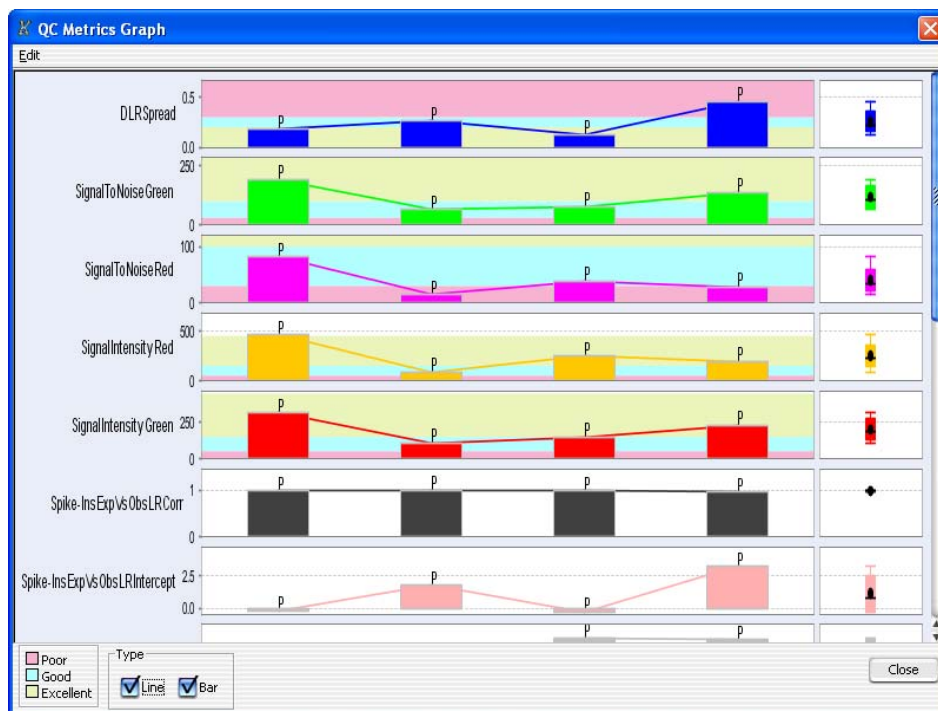 QC Metrics Graph
Edit
DLRSpread
0.5
0.0
P P P P
SignalToNoiseGreen
250
0
P P P P
SignalToNoiseRed
100
0
P P P P
SignalIntensityRed
500
0
P P P P
SignalIntensityGreen
250
0
P P P P
Spike-InsExpVsObsLRCorr
1
0
P P P P
Spike-InsExpVsObsLRIntercept
2.5
0.0
P P P P
P P
Poor
Good
Excellent
Type
Line Bar
Close